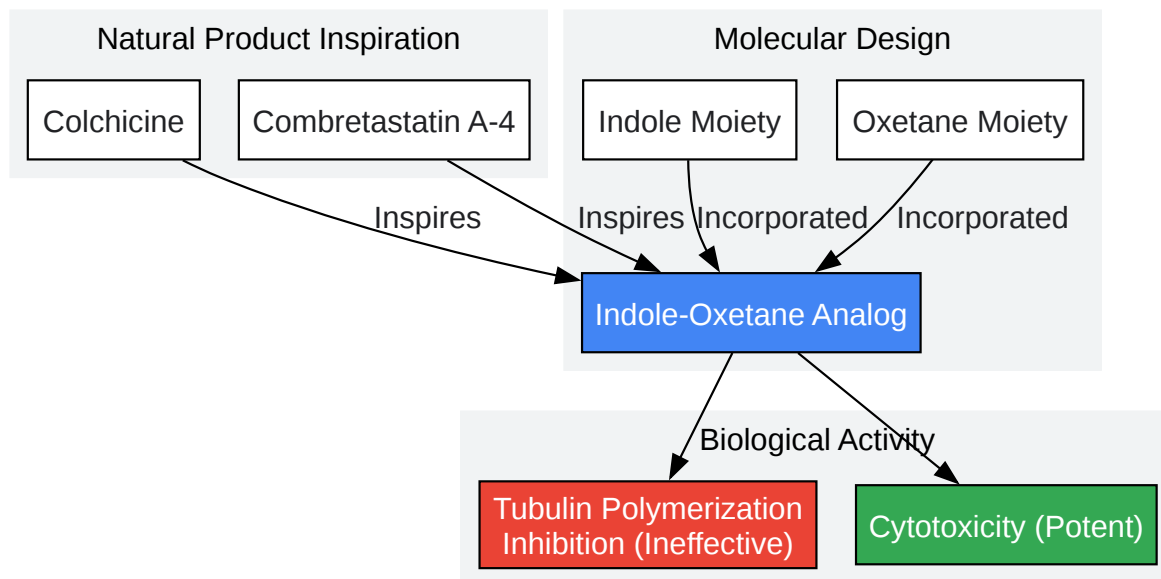 Natural Product Inspiration
Molecular Design
Colchicine
Combretastatin A-4
Indole Moiety
Oxetane Moiety
Inspires
Inspires
Incorporated
Incorporated
Indole-Oxetane Analog
Biological Activity
Tubulin Polymerization
Inhibition (Ineffective)
Cytotoxicity (Potent)